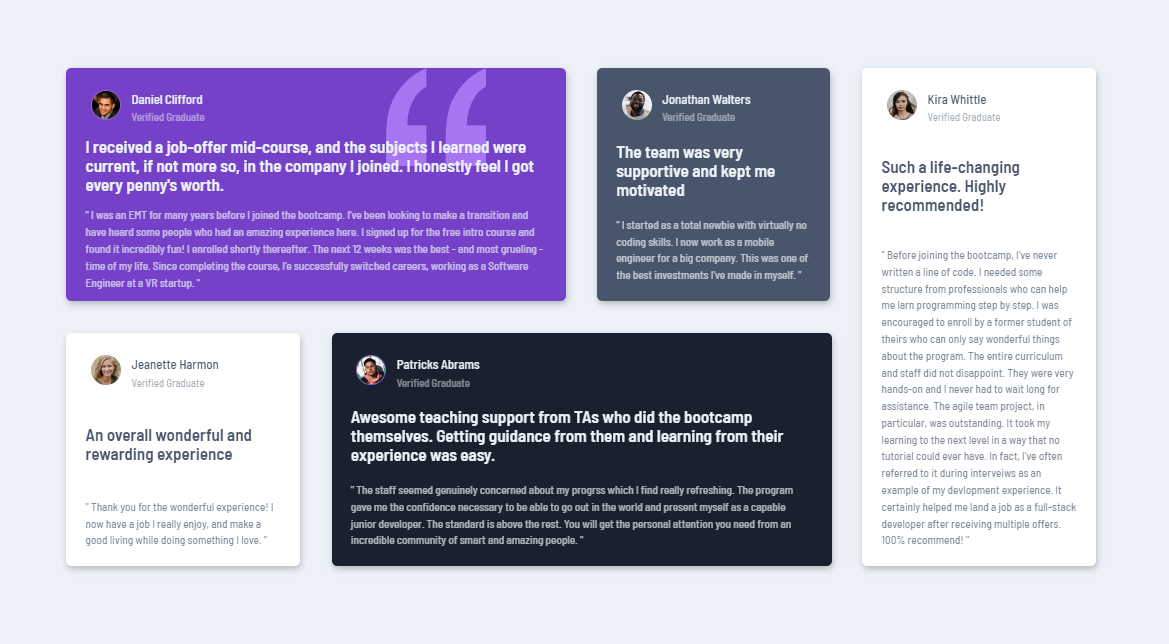 Daniel Clifford
Verified Graduate
I received a job-offer mid-course, and the subjects I learned were
current, if not more so, in the company I joined. I honestly feel I got
every penny's worth.
" I was an EMT for many years before I joined the bootcamp. I've been looking to make a transition and
have heard some people who had an amazing experience here. I signed up for the free intro course and
found it incredibly fun! I enrolled shortly thereafter. The next 12 weeks was the best - and most grueling -
time of my life. Since completing the course, I'e successfully switched careers, working as a Software
Engineer at a VR startup. "
Jonathan Walters
Verified Graduate
The team was very
supportive and kept me
motivated
" I started as a total newbie with virtually no
coding skills. I now work as a mobile
engineer for a big company. This was one of
the best investments I've made in myself. "
Kira Whittle
Verified Graduate
Such a life-changing
experience. Highly
recommended!
" Before joining the bootcamp, I've never
written a line of code. I needed some
structure from professionals who can help
me larn programming step by step. I was
encouraged to enroll by a former student of
theirs who can only say wonderful things
about the program. The entire curriculum
and staff did not disappoint. They were very
hands-on and I never had to wait long for
assistance. The agile team project, in
particular, was outstanding. It took my
learning to the next level in a way that no
tutorial could ever have. In fact, I've often
referred to it during interveiws as an
example of my devlopment experience. It
certainly helped me land a job as a full-stack
developer after receiving multiple offers.
100% recommend! "
Jeanette Harmon
Verified Graduate
An overall wonderful and
rewarding experience
" Thank you for the wonderful experience! I
now have a job I really enjoy, and make a
good living while doing something I love. "
Patricks Abrams
Verified Graduate
Awesome teaching support from TAs who did the bootcamp
themselves. Getting guidance from them and learning from their
experience was easy.
" The staff seemed genuinely concerned about my progrss which I find really refreshing. The program
gave me the confidence necessary to be able to go out in the world and present myself as a capable
junior developer. The standard is above the rest. You will get the personal attention you need from an
incredible community of smart and amazing people. "